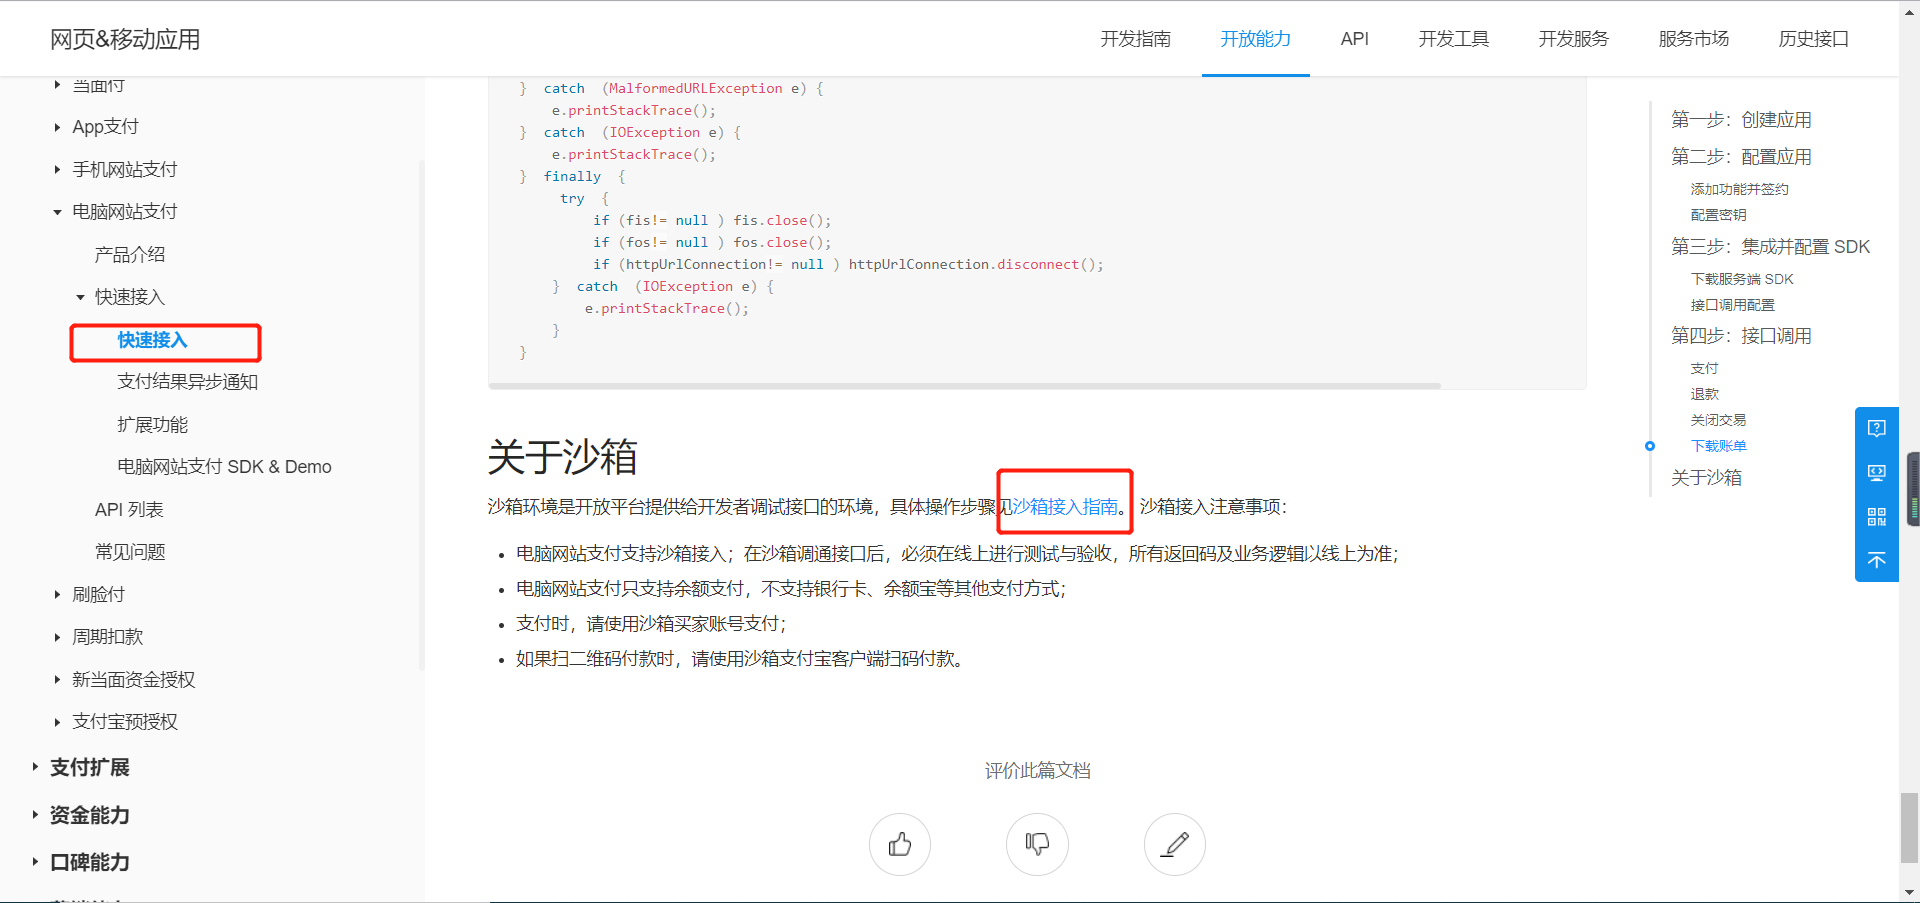 网页&移动应用
开发指南
开放能力
API
开发工具
开发服务
服务市场
历史接口
当面付
App支付
手机网站支付
电脑网站支付
产品介绍
快速接入
快速接入
支付结果异步通知
扩展功能
电脑网站支付 SDK & Demo
API 列表
常见问题
刷脸付
周期扣款
新当面资金授权
支付宝预授权
支付扩展
资金能力
口碑能力
} catch (MalformedURLException e) {
e.printStackTrace();
} catch (IOException e) {
e.printStackTrace();
} finally {
try {
if (fis!= null ) fis.close();
if (fos!= null ) fos.close();
if (httpUrlConnection!= null ) httpUrlConnection.disconnect();
} catch (IOException e) {
e.printStackTrace();
}
}
关于沙箱
沙箱环境是开放平台提供给开发者调试接口的环境，具体操作步骤见沙箱接入指南。沙箱接入注意事项：
• 电脑网站支付支持沙箱接入；在沙箱调通接口后，必须在线上进行测试与验收，所有返回码及业务逻辑以线上为准；
• 电脑网站支付只支持余额支付，不支持银行卡、余额宝等其他支付方式；
• 支付时，请使用沙箱买家账号支付；
• 如果扫二维码付款时，请使用沙箱支付宝客户端扫码付款。
评价此篇文档
第一步：创建应用
第二步：配置应用
添加功能并签约
配置密钥
第三步：集成并配置 SDK
下载服务端 SDK
接口调用配置
第四步：接口调用
支付
退款
关闭交易
下载账单
关于沙箱